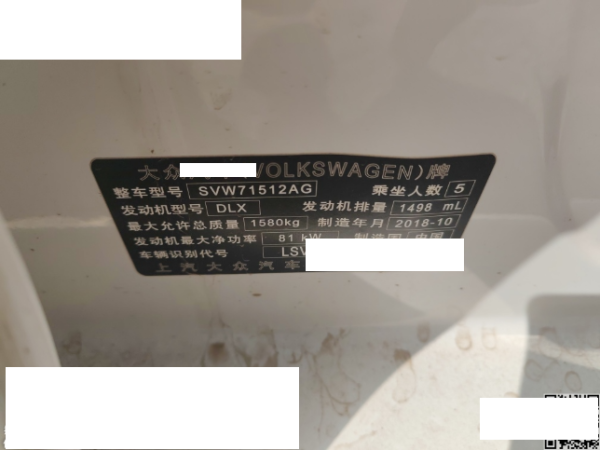 大众 VOLKSWAGEN)牌
整车型号 SVW71512AG 乘坐人数 5
发动机型号 DLX 发动机排量 1498 mL
最大允许总质量 1580kg 制造年月 2018-10
发动机最大净功率 81 kW 制造国 中国
车辆识别代号 LSV
上汽大众汽车